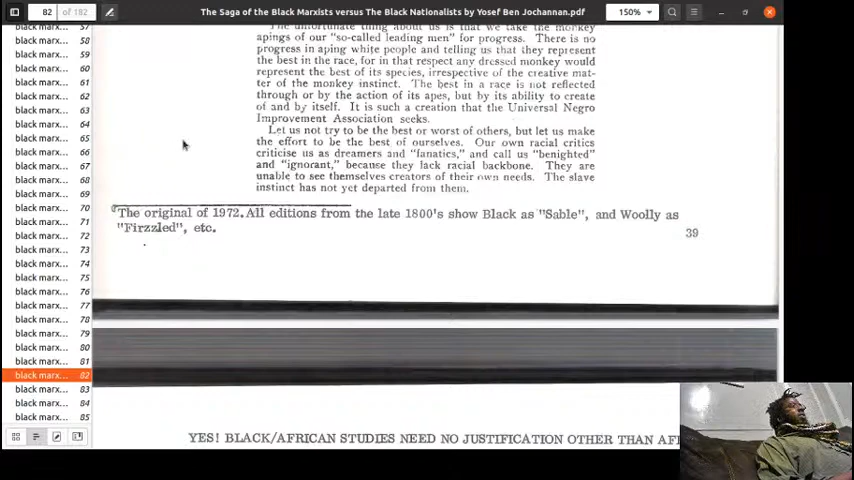 82 of 182
The Saga of the Black Marxists versus The Black Nationalists by Yosef Ben Jochannan.pdf
150%
57
black marx... 58
black marx... 59
black marx... 60
black marx... 61
black marx... 62
black marx... 63
black marx... 64
black marx... 65
black marx... 66
black marx... 67
black marx... 68
black marx... 69
black marx... 70
black marx... 71
black marx... 72
black marx... 73
black marx... 74
black marx... 75
black marx... 76
black marx... 77
black marx... 78
black marx... 79
black marx... 80
black marx... 81
black marx... 82
black marx... 83
black marx... 84
black marx... 85
The unfortunate thing about us is that we take the monkey
apings of our "so-called leading men" for progress. There is no
progress in aping white people and telling us that they represent
the best in the race, for in that respect any dressed monkey would
represent the best of its species, irrespective of the creative mat-
ter of the monkey instinct. The best in a race is not reflected
through or by the action of its apes, but by its ability to create
of and by itself. It is such a creation that the Universal Negro
Improvement Association seeks.
Let us not try to be the best or worst of others, but let us make
the effort to be the best of ourselves. Our own racial critics
criticise us as dreamers and "fanatics," and call us "benighted"
and "ignorant," because they lack racial backbone. They are
unable to see themselves creators of their own needs. The slave
instinct has not yet departed from them.
The original of 1972. All editions from the late 1800's show Black as "Sable", and Woolly as
"Firzzled", etc.
39
YES! BLACK/AFRICAN STUDIES NEED NO JUSTIFICATION OTHER THAN AFR